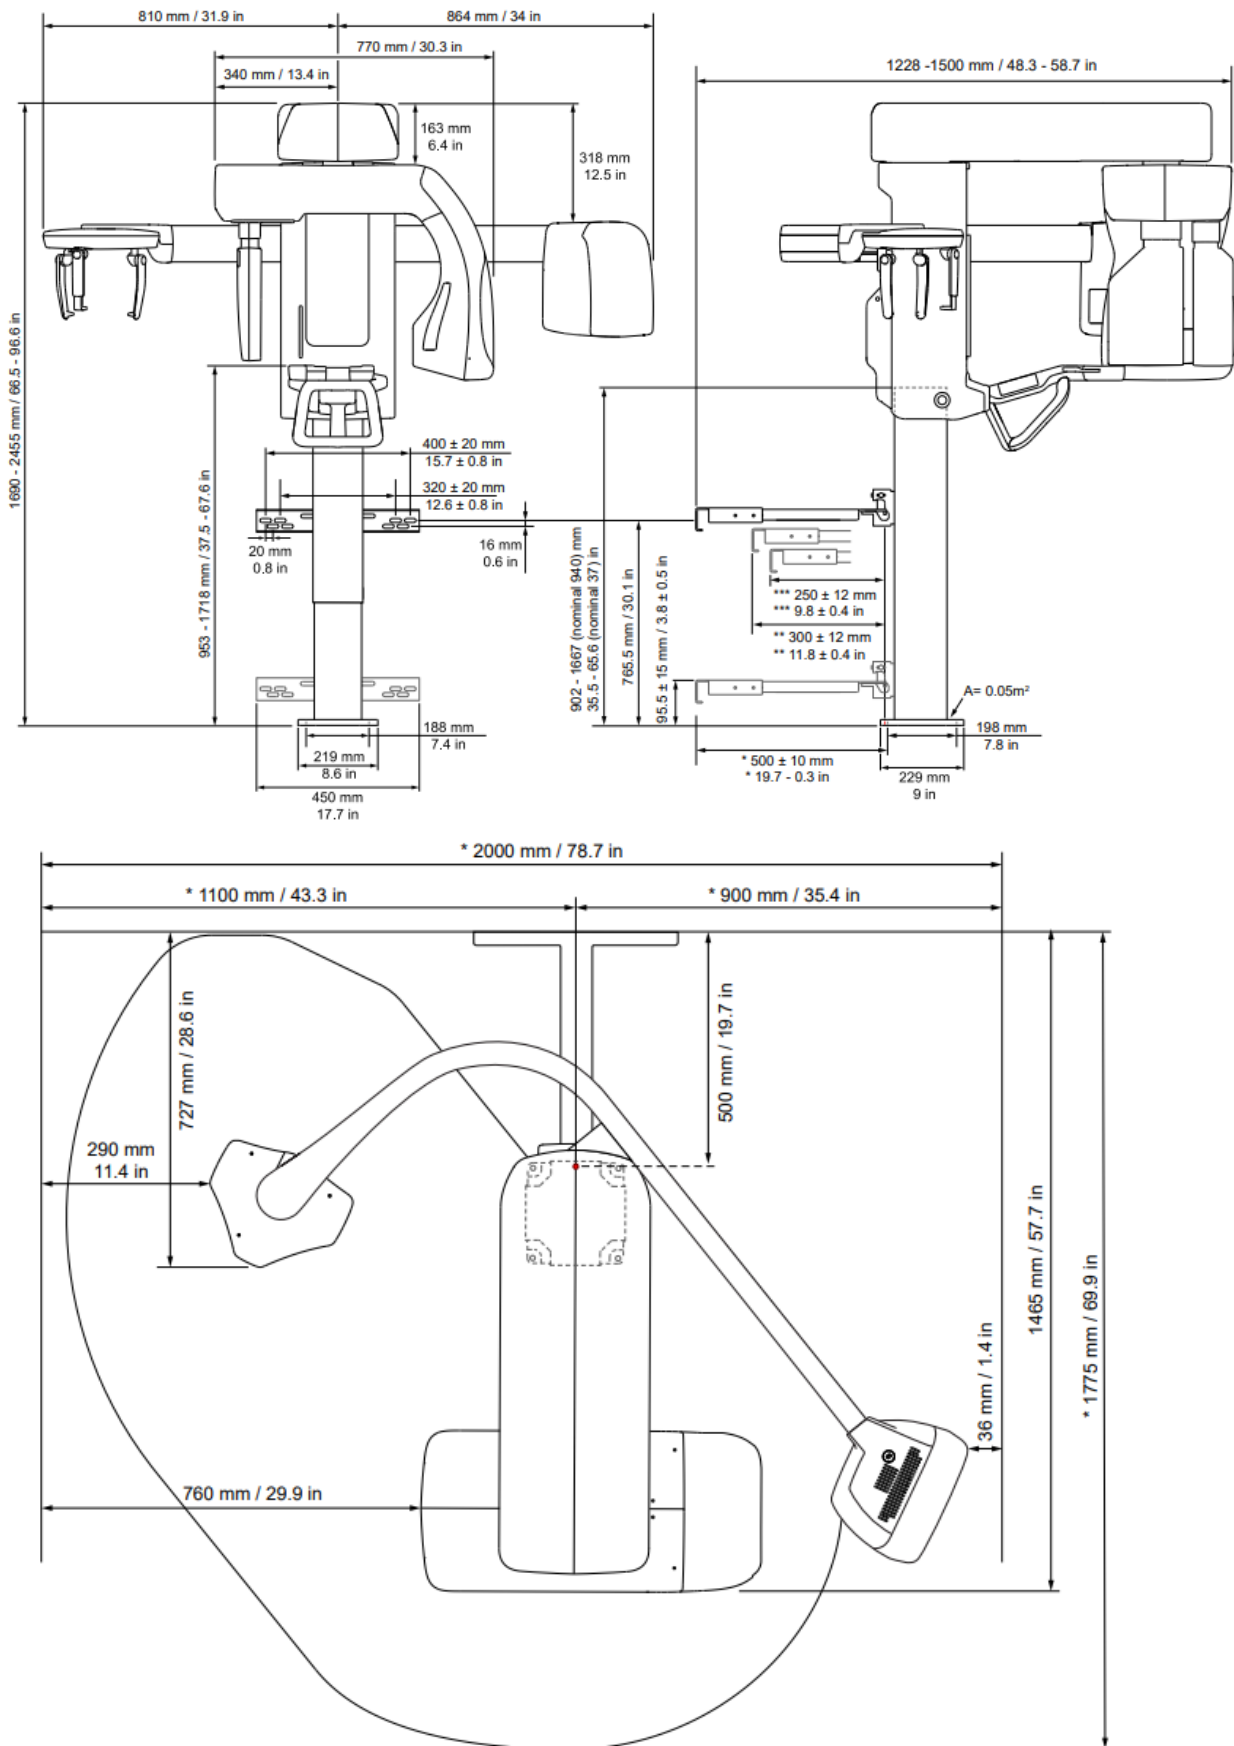 810 mm / 31.9 in
864 mm / 34 in
770 mm / 30.3 in
340 mm / 13.4 in
163 mm
6.4 in
318 mm
12.5 in
1690 - 2455 mm / 66.5 - 96.6 in
953 - 1718 mm / 37.5 - 67.6 in
400 ± 20 mm
15.7 ± 0.8 in
320 ± 20 mm
12.6 ± 0.8 in
20 mm
0.8 in
16 mm
0.6 in
188 mm
7.4 in
219 mm
8.6 in
450 mm
17.7 in
1228 -1500 mm / 48.3 - 58.7 in
902 - 1667 (nominal 940) mm
35.5 - 65.6 (nominal 37) in
765.5 mm / 30.1 in
95.5 ± 15 mm / 3.8 ± 0.5 in
*** 250 ± 12 mm
*** 9.8 ± 0.4 in
** 300 ± 12 mm
** 11.8 ± 0.4 in
A= 0.05m²
* 500 ± 10 mm
* 19.7 - 0.3 in
198 mm
7.8 in
229 mm
9 in
* 2000 mm / 78.7 in
* 1100 mm / 43.3 in
* 900 mm / 35.4 in
727 mm / 28.6 in
500 mm / 19.7 in
290 mm
11.4 in
1465 mm / 57.7 in
* 1775 mm / 69.9 in
36 mm / 1.4 in
760 mm / 29.9 in